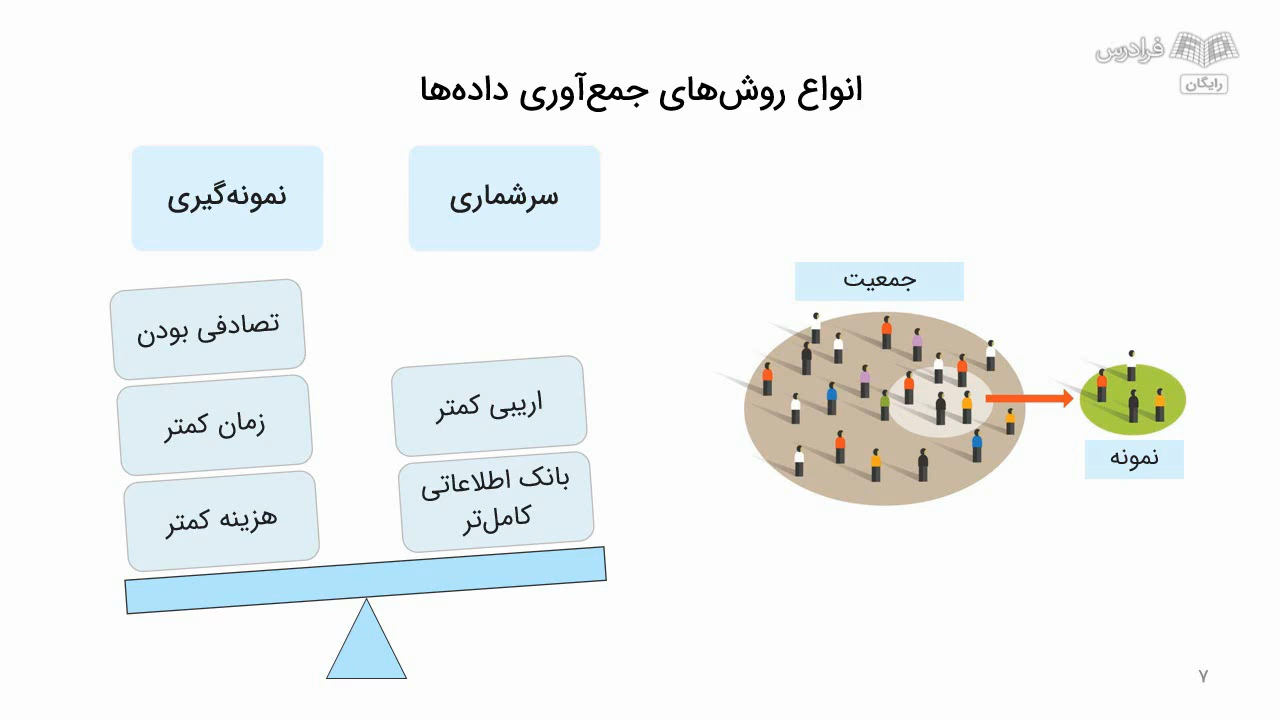 فرادرس
رایگان
انواع روش‌های جمع‌آوری داده‌ها
سرشماری
نمونه‌گیری
اریبی کمتر
بانک اطلاعاتی
کامل‌تر
تصادفی بودن
زمان کمتر
هزینه کمتر
جمعیت
نمونه
۷